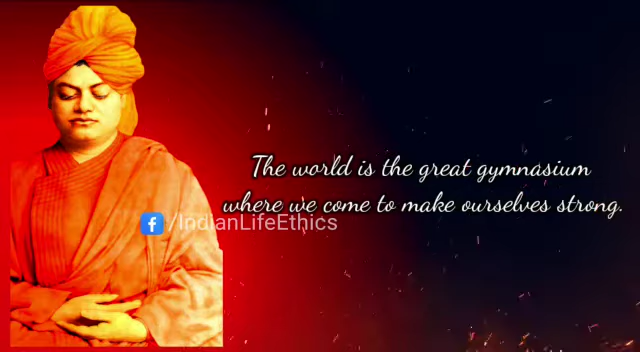 The world is the great gymnasium
where we come to make ourselves strong.
/IndianLifeEthics